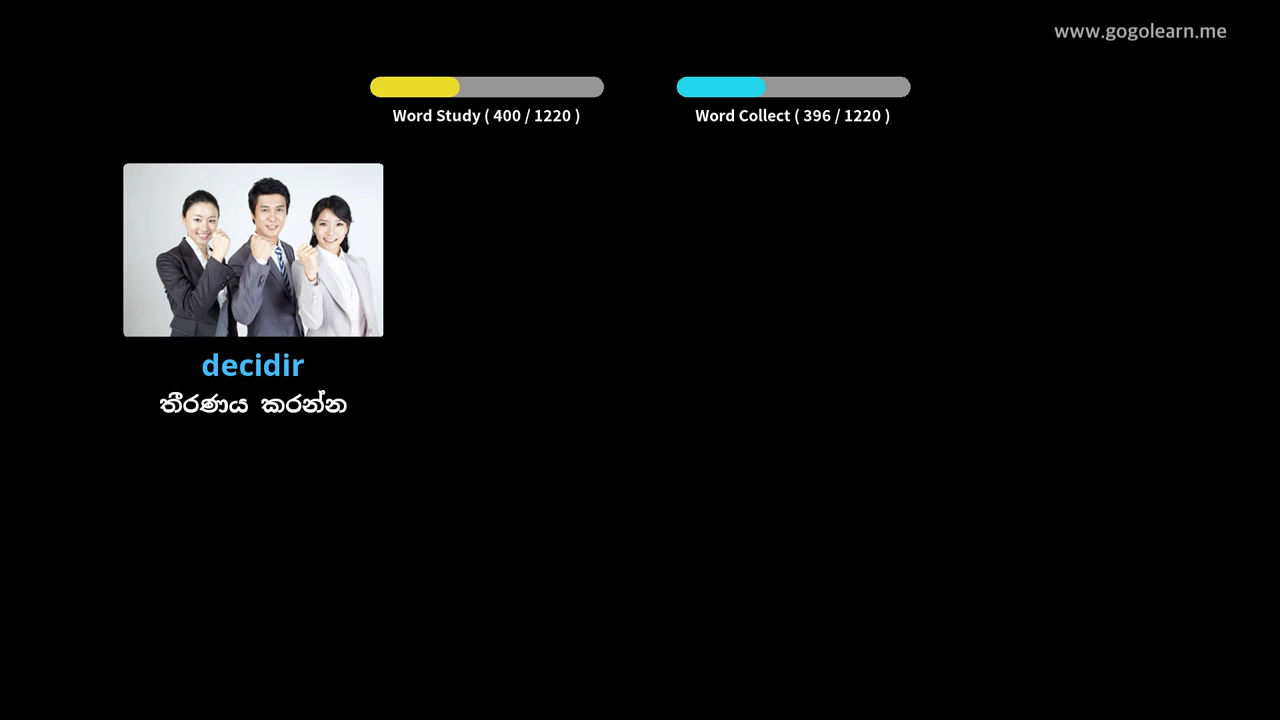 www.gogolearn.me
Word Study ( 400 / 1220 )
Word Collect ( 396 / 1220 )
decidir
තීරණය කරන්න